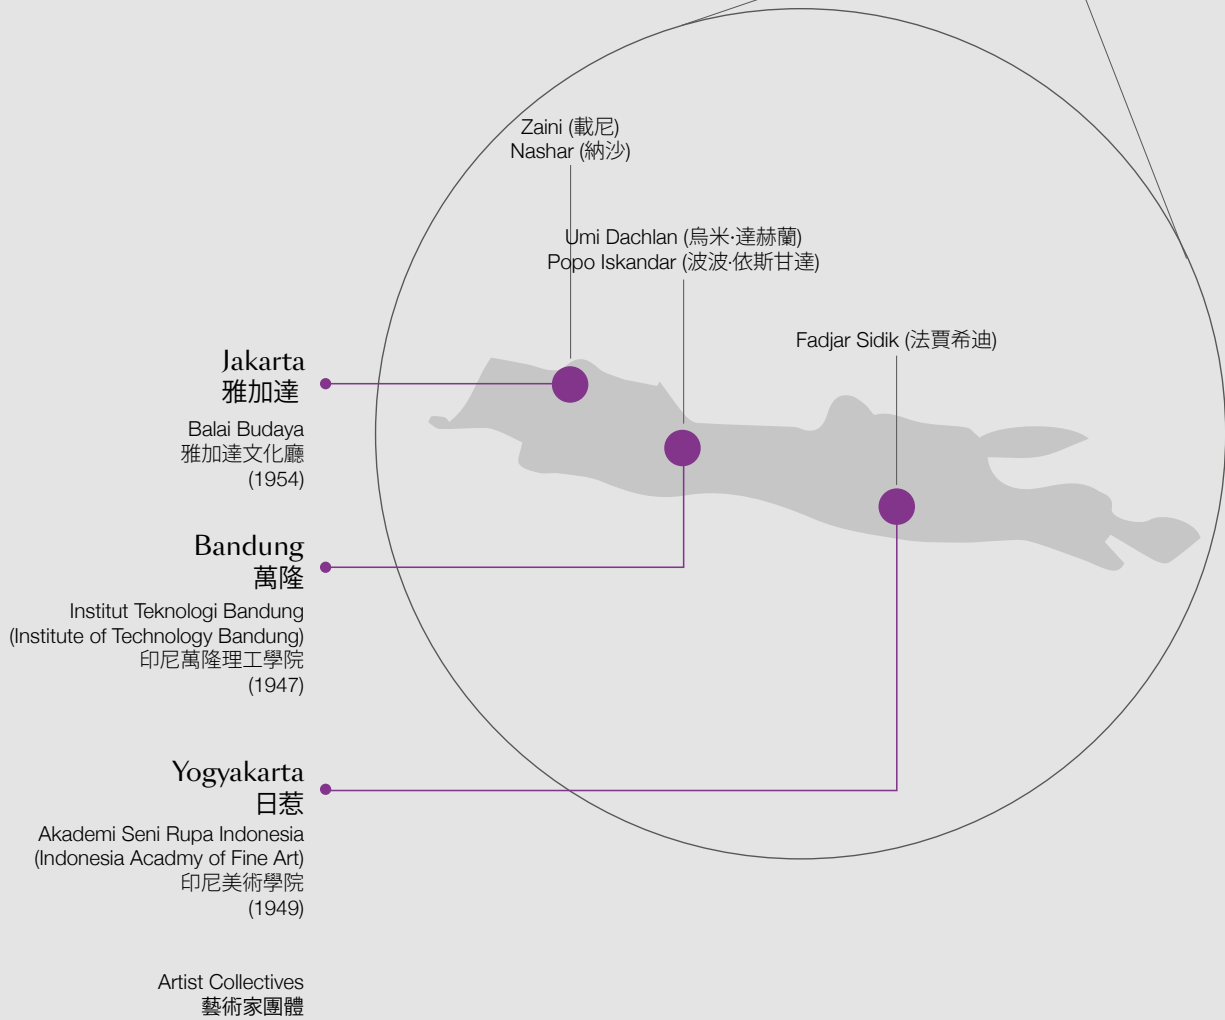 Zaini (載尼)
Nashar (納沙)
Umi Dachlan (烏米·達赫蘭)
Popo Iskandar (波波·依斯甘達)
Fadjar Sidik (法賈希迪)
Jakarta
雅加達
Balai Budaya
雅加達文化廳
(1954)
Bandung
萬隆
Institut Teknologi Bandung
(Institute of Technology Bandung)
印尼萬隆理工學院
(1947)
Yogyakarta
日惹
Akademi Seni Rupa Indonesia
(Indonesia Acadmy of Fine Art)
印尼美術學院
(1949)
Artist Collectives
藝術家團體